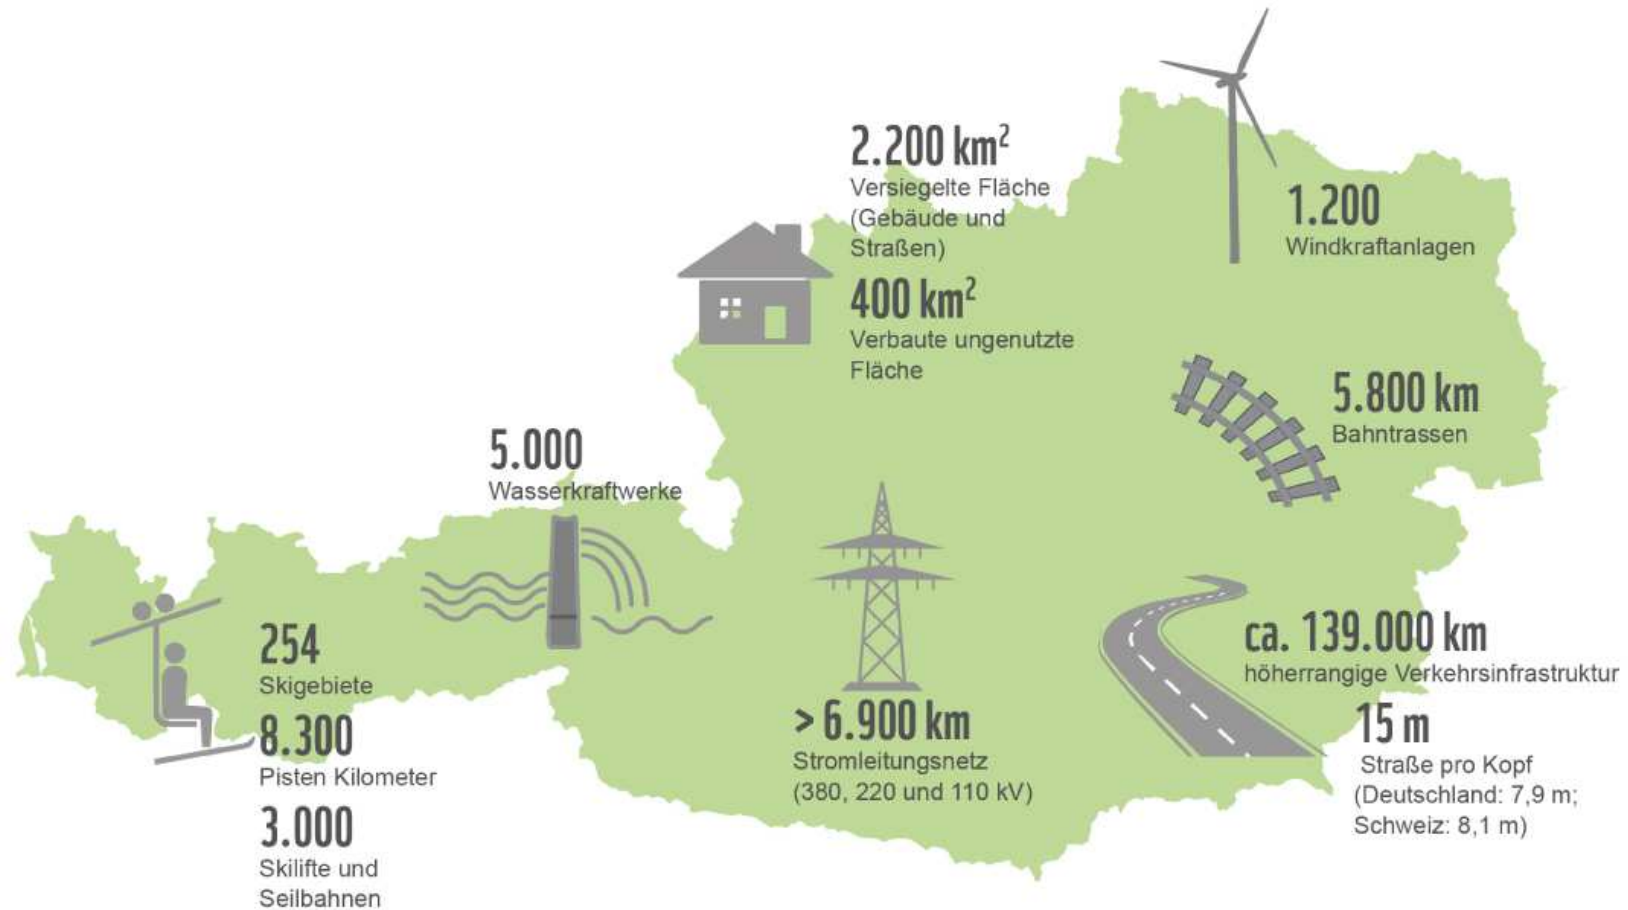 2.200 km²
Versiegelte Fläche
(Gebäude und
Straßen)
400 km²
Verbaute ungenutzte
Fläche
1.200
Windkraftanlagen
5.800 km
Bahntrassen
5.000
Wasserkraftwerke
254
Skigebiete
8.300
Pisten Kilometer
3.000
Skilifte und
Seilbahnen
> 6.900 km
Stromleitungsnetz
(380, 220 und 110 kV)
ca. 139.000 km
höherrangige Verkehrsinfrastruktur
15 m
Straße pro Kopf
(Deutschland: 7,9 m;
Schweiz: 8,1 m)